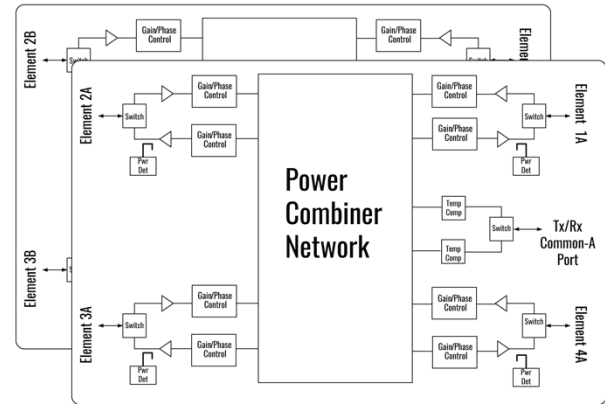 Element 2B
Gain/Phase
Control
Gain/Phase
Control
Switch
Element 2A
Gain/Phase
Control
Switch
Gain/Phase
Control
Pwr
Det
Gain/Phase
Control
Switch
Gain/Phase
Control
Pwr
Det
Element 1A
Power
Combiner
Network
Temp
Comp
Temp
Comp
Switch
Tx/Rx
Common-A
Port
Element 3B
Element 3A
Gain/Phase
Control
Switch
Gain/Phase
Control
Pwr
Det
Gain/Phase
Control
Switch
Gain/Phase
Control
Pwr
Det
Element 4A